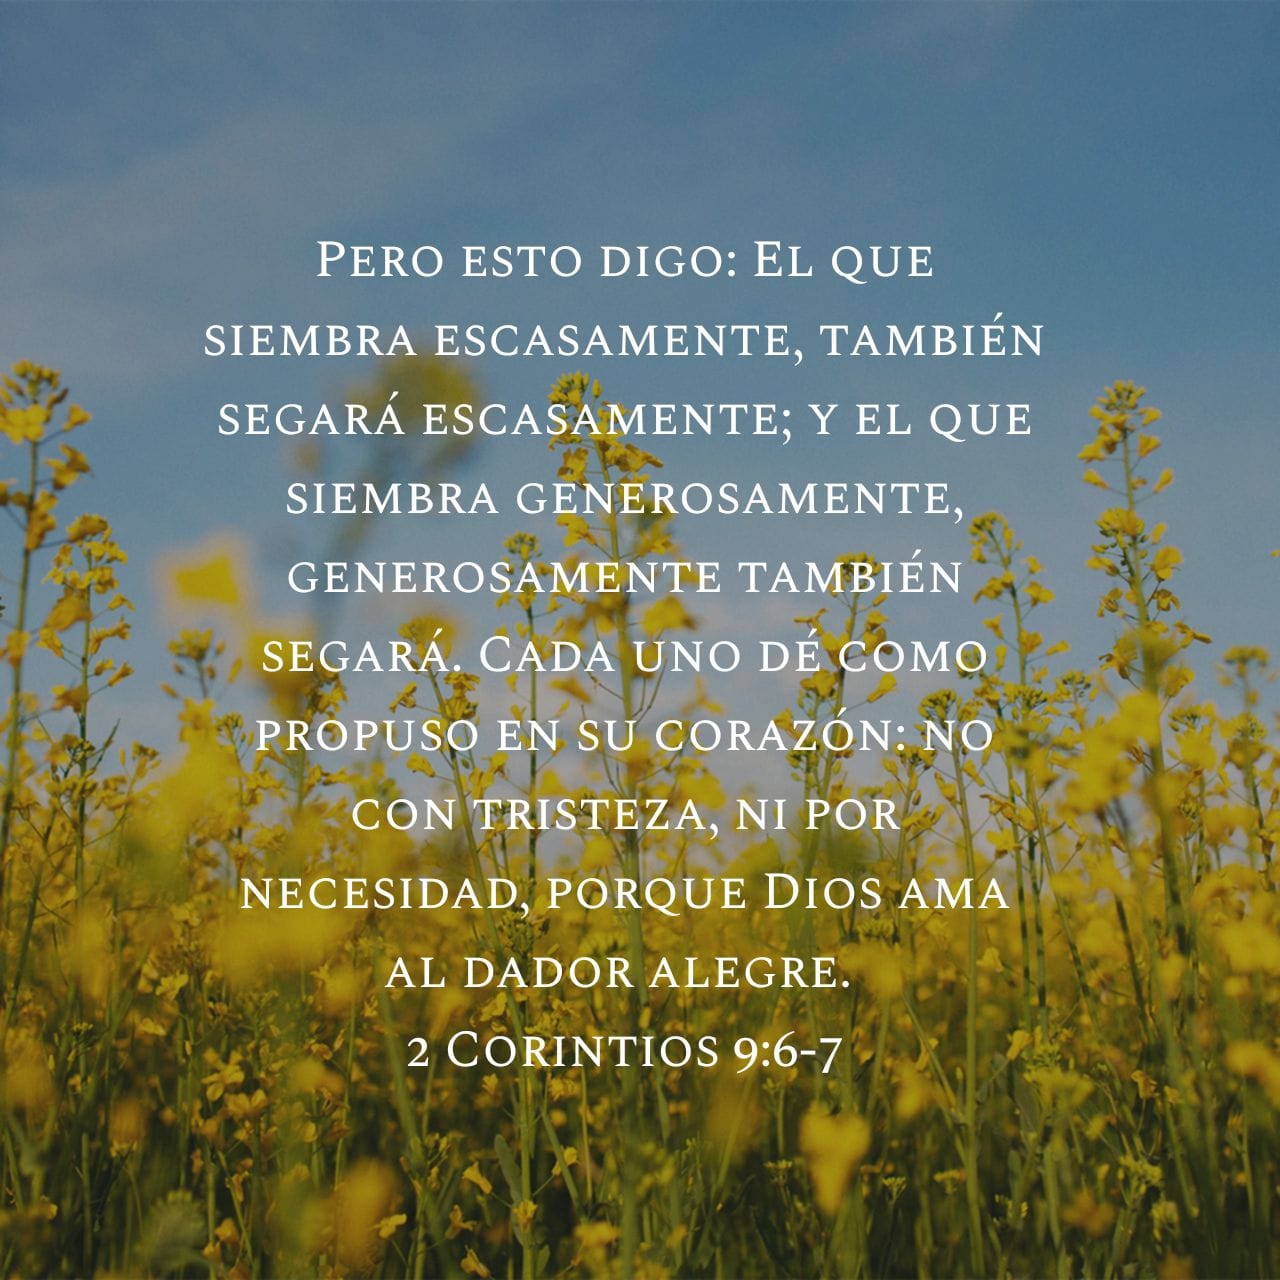 Pero esto digo: El que
siembra escasamente, también
segará escasamente; y el que
siembra generosamente,
generosamente también
segará. Cada uno dé como
propuso en su corazón: no
con tristeza, ni por
necesidad, porque Dios ama
al dador alegre.
2 Corintios 9:6-7